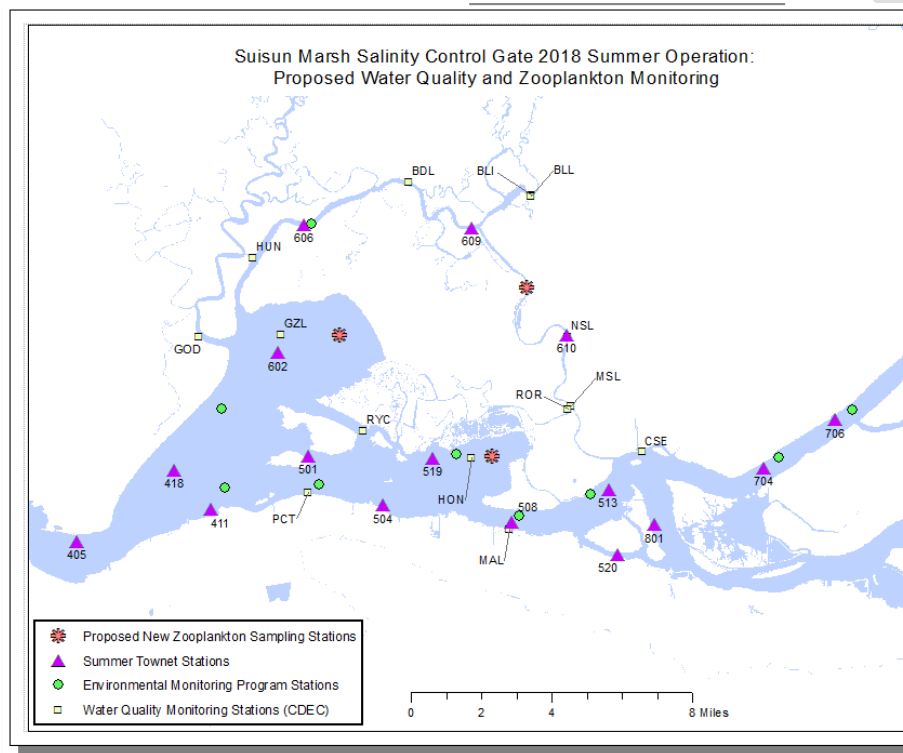 Suisun Marsh Salinity Control Gate 2018 Summer Operation:
Proposed Water Quality and Zooplankton Monitoring
BDL
BLI
BLL
606
609
HUN
GZL
NSL
GOD
602
610
MSL
ROR
RYC
706
CSE
501
519
418
HON
704
513
PCT
504
508
411
801
405
MAL
520
Proposed New Zooplankton Sampling Stations
Summer Townet Stations
Environmental Monitoring Program Stations
Water Quality Monitoring Stations (CDEC)
0 2 4 8 Miles